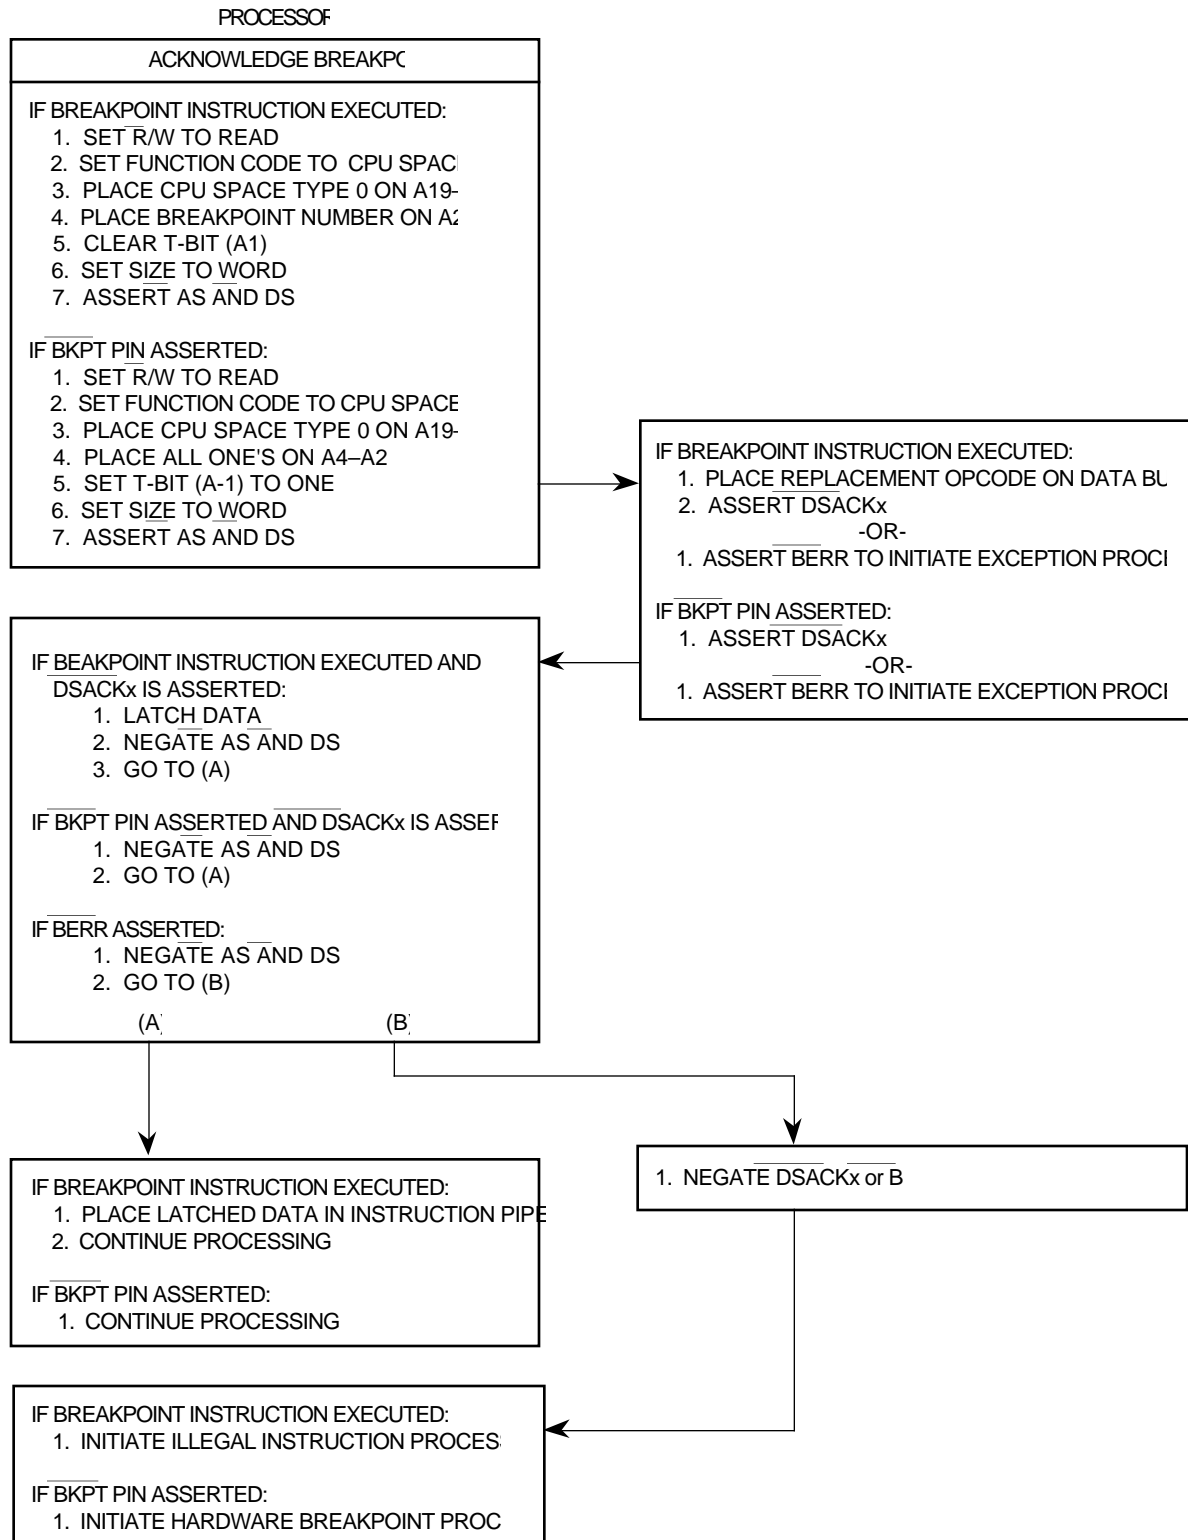 PROCESSOR
ACKNOWLEDGE BREAKPO
IF BREAKPOINT INSTRUCTION EXECUTED:
1. SET R/W TO READ
2. SET FUNCTION CODE TO CPU SPAC
3. PLACE CPU SPACE TYPE 0 ON A19-
4. PLACE BREAKPOINT NUMBER ON A2
5. CLEAR T-BIT (A1)
6. SET SIZE TO WORD
7. ASSERT AS AND DS
IF BKPT PIN ASSERTED:
1. SET R/W TO READ
2. SET FUNCTION CODE TO CPU SPACE
3. PLACE CPU SPACE TYPE 0 ON A19-
4. PLACE ALL ONE'S ON A4–A2
5. SET T-BIT (A-1) TO ONE
6. SET SIZE TO WORD
7. ASSERT AS AND DS
IF BREAKPOINT INSTRUCTION EXECUTED:
1. PLACE REPLACEMENT OPCODE ON DATA BU
2. ASSERT DSACKx
-OR-
1. ASSERT BERR TO INITIATE EXCEPTION PROCE
IF BKPT PIN ASSERTED:
1. ASSERT DSACKx
-OR-
1. ASSERT BERR TO INITIATE EXCEPTION PROCE
IF BEAKPOINT INSTRUCTION EXECUTED AND
DSACKx IS ASSERTED:
1. LATCH DATA
2. NEGATE AS AND DS
3. GO TO (A)
IF BKPT PIN ASSERTED AND DSACKx IS ASSER
1. NEGATE AS AND DS
2. GO TO (A)
IF BERR ASSERTED:
1. NEGATE AS AND DS
2. GO TO (B)
(A) (B)
IF BREAKPOINT INSTRUCTION EXECUTED:
1. PLACE LATCHED DATA IN INSTRUCTION PIPE
2. CONTINUE PROCESSING
IF BKPT PIN ASSERTED:
1. CONTINUE PROCESSING
1. NEGATE DSACKx or B
IF BREAKPOINT INSTRUCTION EXECUTED:
1. INITIATE ILLEGAL INSTRUCTION PROCES
IF BKPT PIN ASSERTED:
1. INITIATE HARDWARE BREAKPOINT PROC